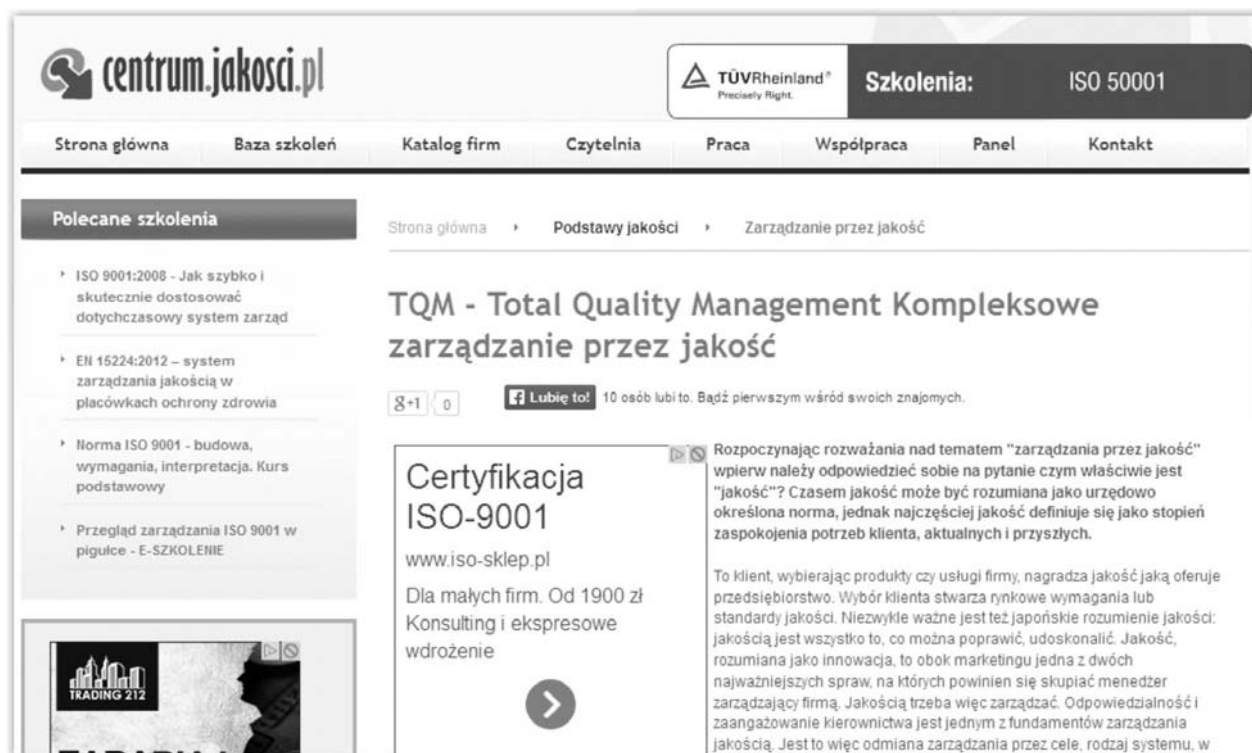 centrum.jakosci.pl
TÜVRheinland®
Precisely Right.
Szkolenia:
ISO 50001
Strona główna Baza szkoleń Katalog firm Czytelnia Praca Współpraca Panel Kontakt
Polecane szkolenia
ISO 9001:2008 - Jak szybko i
skutecznie dostosować
dotychczasowy system zarząd
EN 15224:2012 – system
zarządzania jakością w
placówkach ochrony zdrowia
Norma ISO 9001 - budowa,
wymagania, interpretacja. Kurs
podstawowy
Przegląd zarządzania ISO 9001 w
pigułce - E-SZKOLENIE
TRADING 212
Strona główna Podstawy jakości Zarządzanie przez jakość
TQM - Total Quality Management Kompleksowe
zarządzanie przez jakość
g+1 0 Lubię to! 10 osób lubi to. Bądź pierwszym wśród swoich znajomych.
Certyfikacja
ISO-9001
www.iso-sklep.pl
Dla małych firm. Od 1900 zł
Konsulting i ekspresowe
wdrożenie
Rozpoczynając rozważania nad tematem "zarządzania przez jakość"
wpierw należy odpowiedzieć sobie na pytanie czym właściwie jest
"jakość"? Czasem jakość może być rozumiana jako urzędowo
określona norma, jednak najczęściej jakość definiuje się jako stopień
zaspokojenia potrzeb klienta, aktualnych i przyszłych.
To klient, wybierając produkty czy usługi firmy, nagradza jakość jaką oferuje
przedsiębiorstwo. Wybór klienta stwarza rynkowe wymagania lub
standardy jakości. Niezwykle ważne jest też japońskie rozumienie jakości:
jakością jest wszystko to, co można poprawić, udoskonalić. Jakość,
rozumiana jako innowacja, to obok marketingu jedna z dwóch
najważniejszych spraw, na których powinien się skupiać menedżer
zarządzający firmą. Jakością trzeba więc zarządzać. Odpowiedzialność i
zaangażowanie kierownictwa jest jednym z fundamentów zarządzania
jakością. Jest to więc odmiana zarządzania przez cele, rodzaj systemu, w